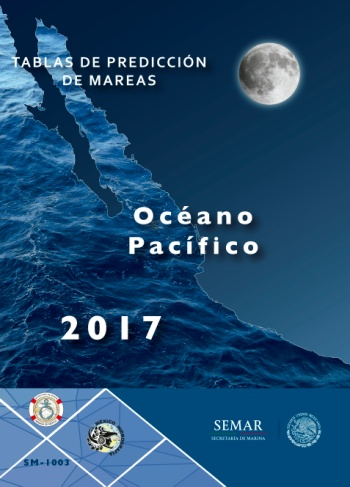 TABLAS DE PREDICCIÓN
DE MAREAS
Océano
Pacífico
2017
SEMAR
SECRETARÍA DE MARINA
SM-1003